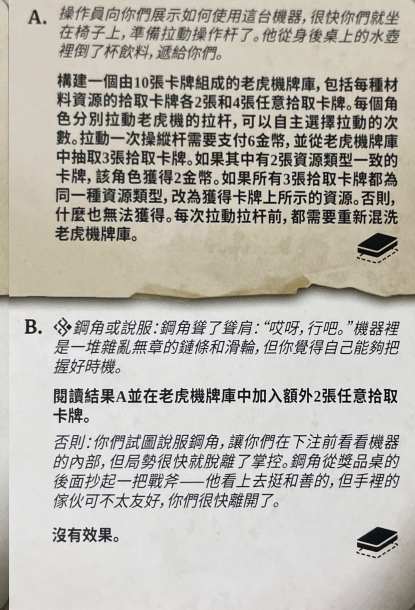 A. 操作員向你們展示如何使用這台機器，很快你們就坐
在椅子上，準備拉動操作杆了。他從身後桌上的水壺
裡倒了杯飲料，遞給你們。
構建一個由10張卡牌組成的老虎機牌庫，包括每種材
料資源的拾取卡牌各2張和4張任意拾取卡牌。每個角
色分別拉動老虎機的拉杆，可以自主選擇拉動的次
數。拉動一次操縱杆需要支付6金幣，並從老虎機牌庫
中抽取3張拾取卡牌。如果其中有2張資源類型一致的
卡牌，該角色獲得2金幣。如果所有3張拾取卡牌都為
同一種資源類型，改為獲得卡牌上所示的資源。否則，
什麼也無法獲得。每次拉動拉杆前，都需要重新混洗
老虎機牌庫。
B. 鋼角或說服：鋼角聳了聳肩：“哎呀，行吧。”機器裡
是一堆雜亂無章的鏈條和滑輪，但你覺得自己能夠把
握好時機。
閱讀結果A並在老虎機牌庫中加入額外2張任意拾取
卡牌。
否則：你們試圖說服鋼角，讓你們在下注前看看機器
的內部，但局勢很快就脫離了掌控。鋼角從獎品桌的
後面抄起一把戰斧——他看上去挺和善的，但手裡的
傢伙可不太友好，你們很快離開了。
沒有效果。